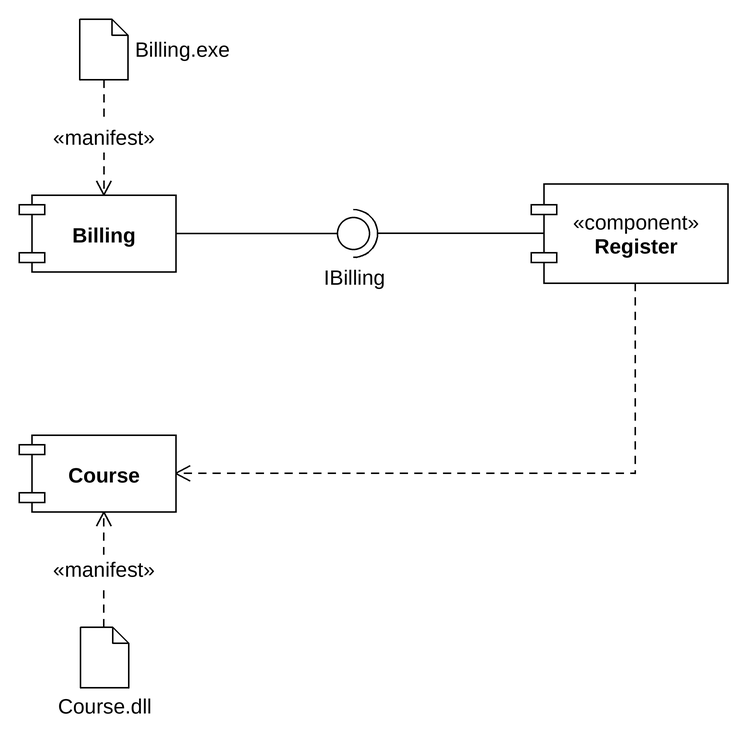 Billing.exe
«manifest»
Billing
«component»
Register
IBilling
Course
«manifest»
Course.dll